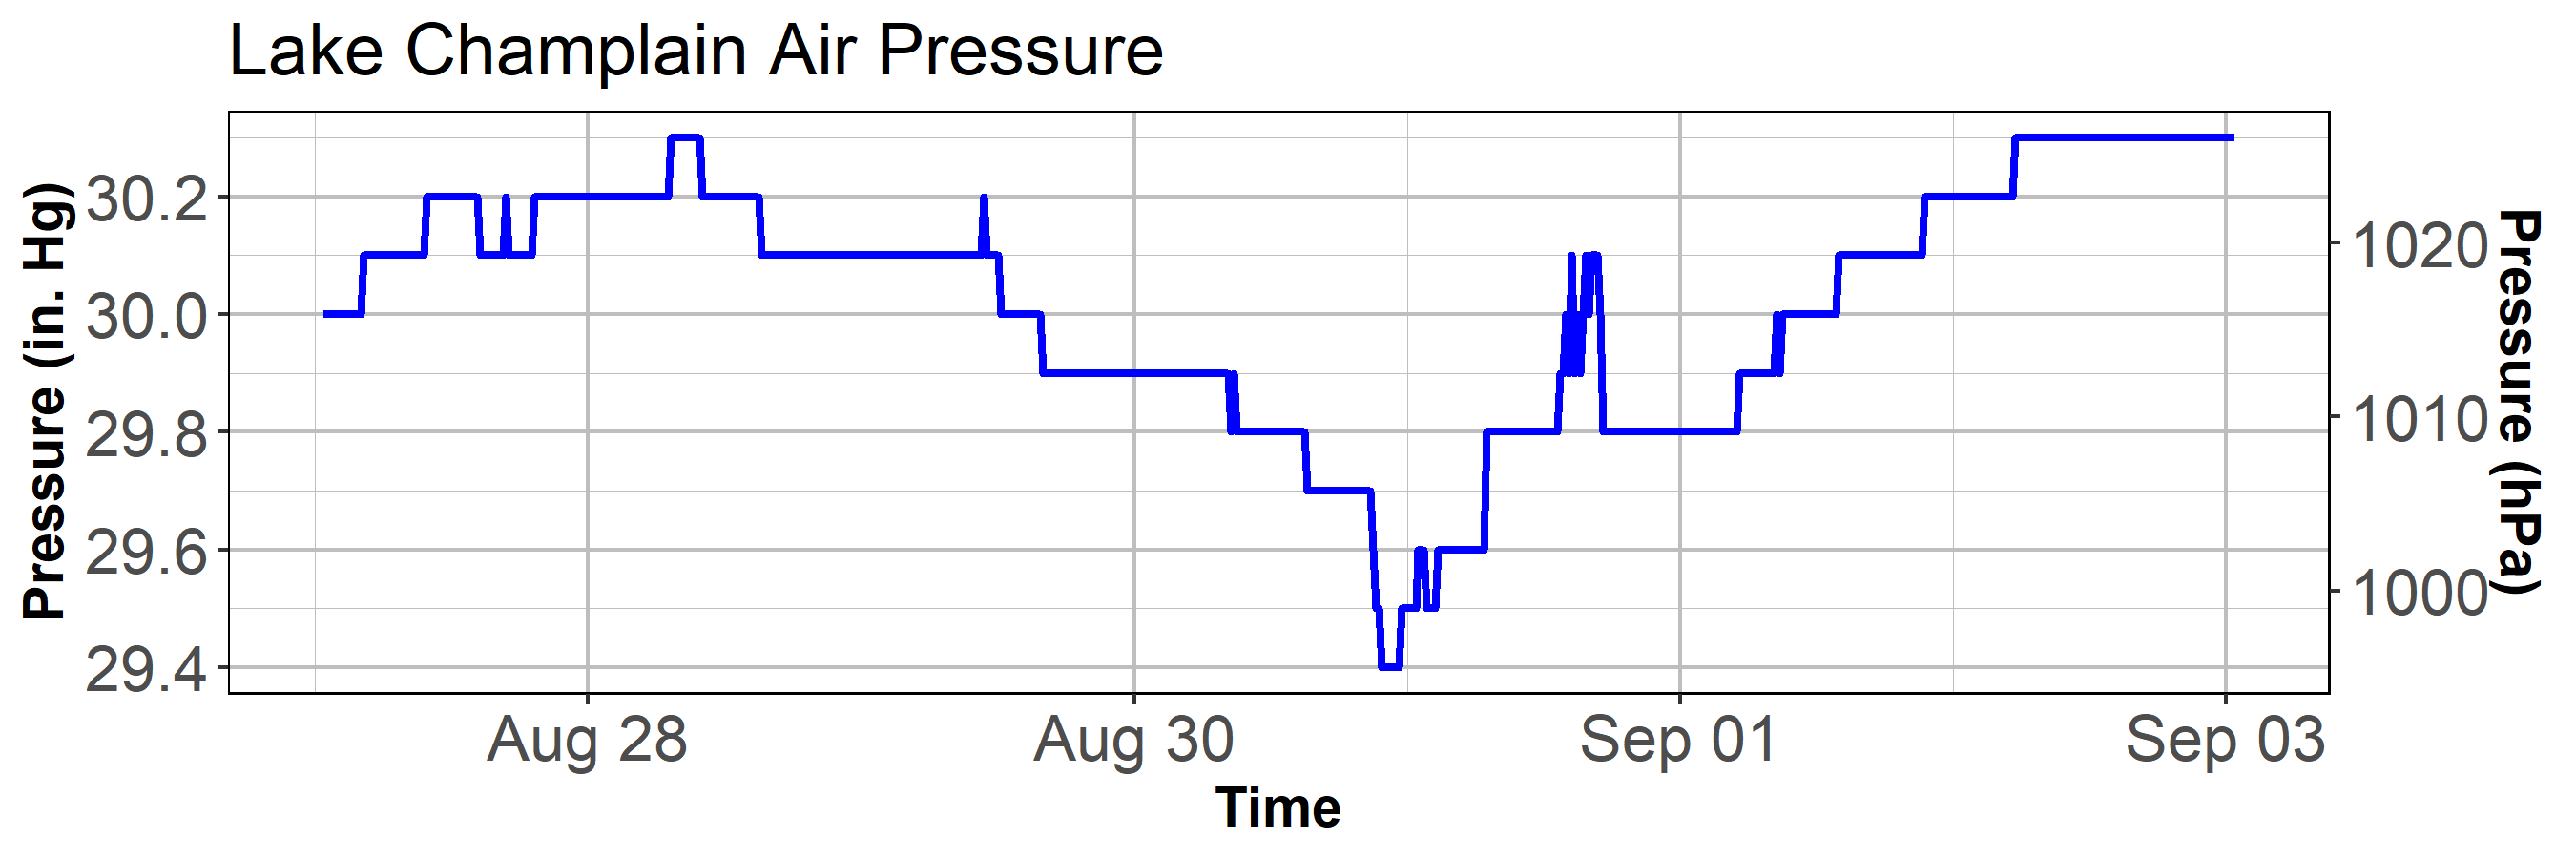 Lake Champlain Air Pressure
Pressure (in. Hg)
30.2
30.0
29.8
29.6
29.4
1020
1010
1000
Pressure (hPa)
Aug 28
Aug 30
Sep 01
Sep 03
Time